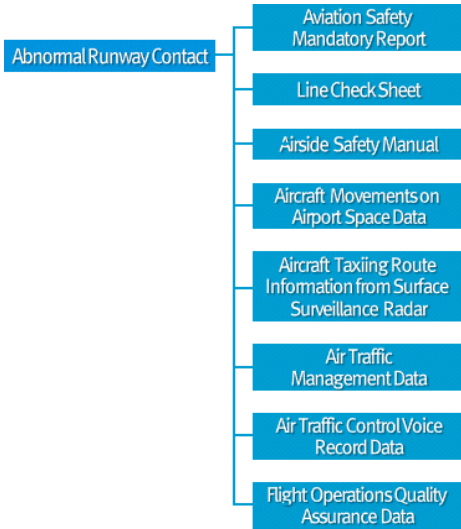 Abnormal Runway Contact
Aviation Safety
Mandatory Report
Line Check Sheet
Airside Safety Manual
Aircraft Movements on
Airport Space Data
Aircraft Taxiing Route
Information from Surface
Surveillance Radar
Air Traffic
Management Data
Air Traffic Control Voice
Record Data
Flight Operations Quality
Assurance Data